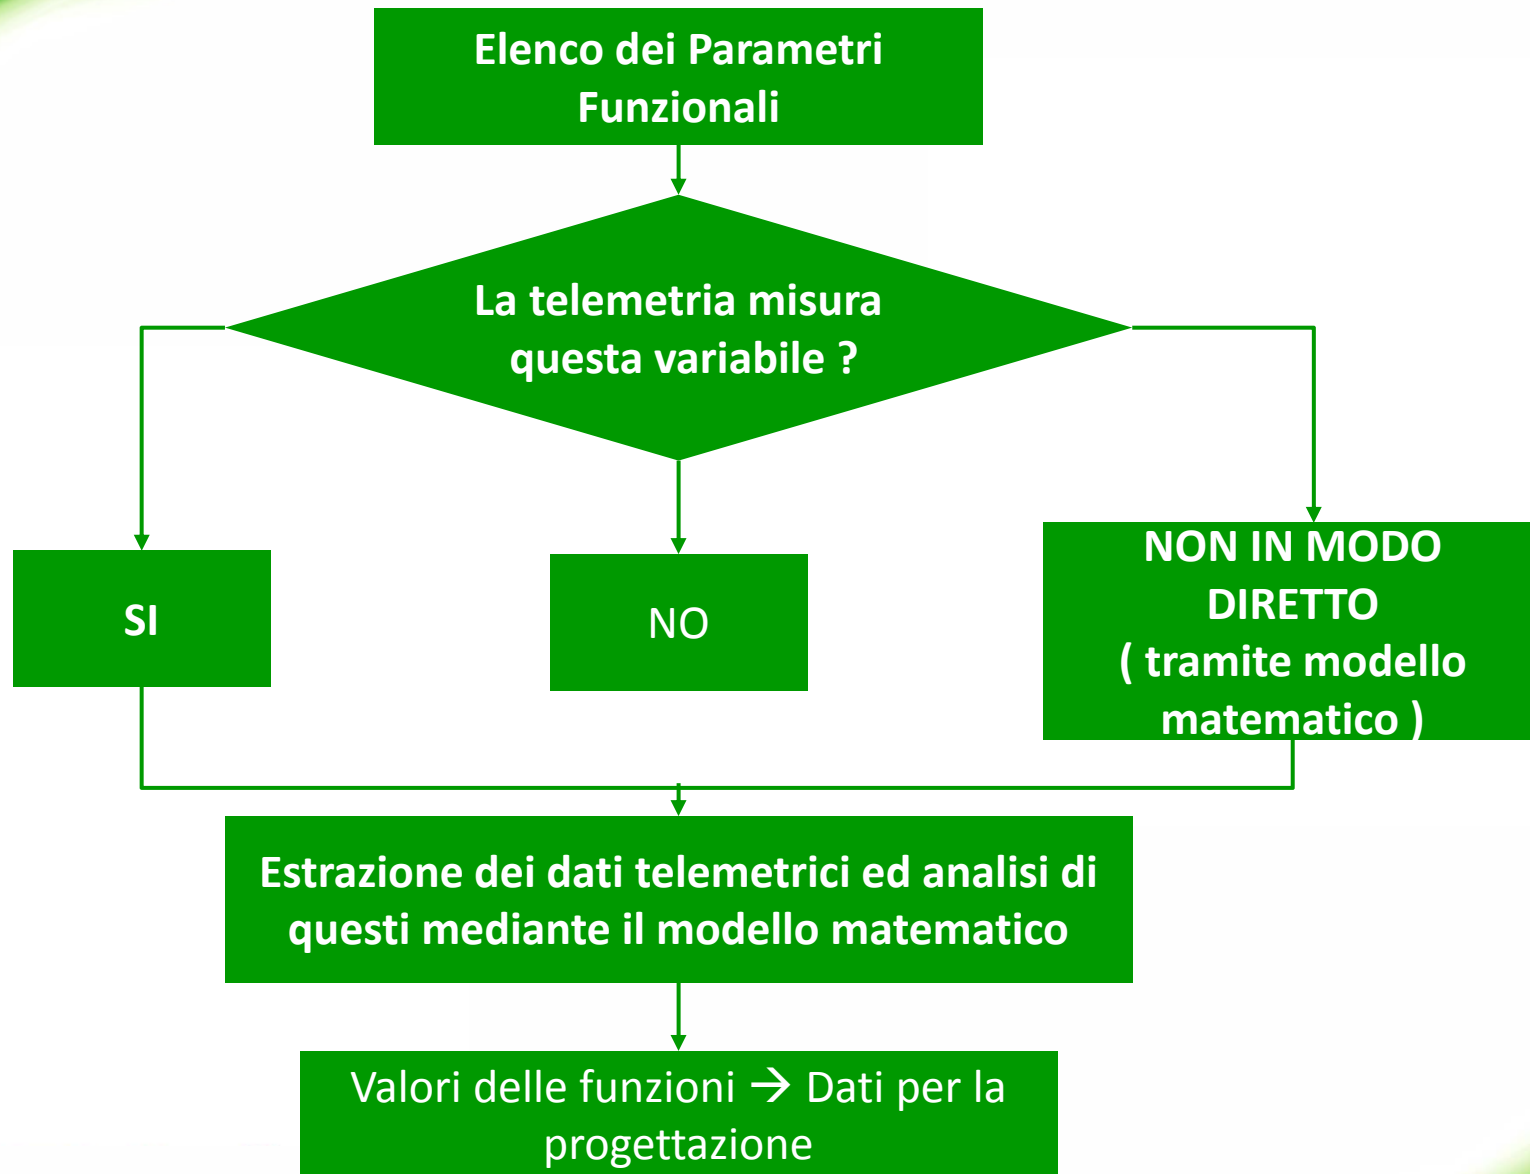 Elenco dei Parametri
Funzionali
La telemetria misura
questa variabile ?
SI
NO
NON IN MODO
DIRETTO
( tramite modello
matematico )
Estrazione dei dati telemetrici ed analisi di
questi mediante il modello matematico
Valori delle funzioni → Dati per la
progettazione